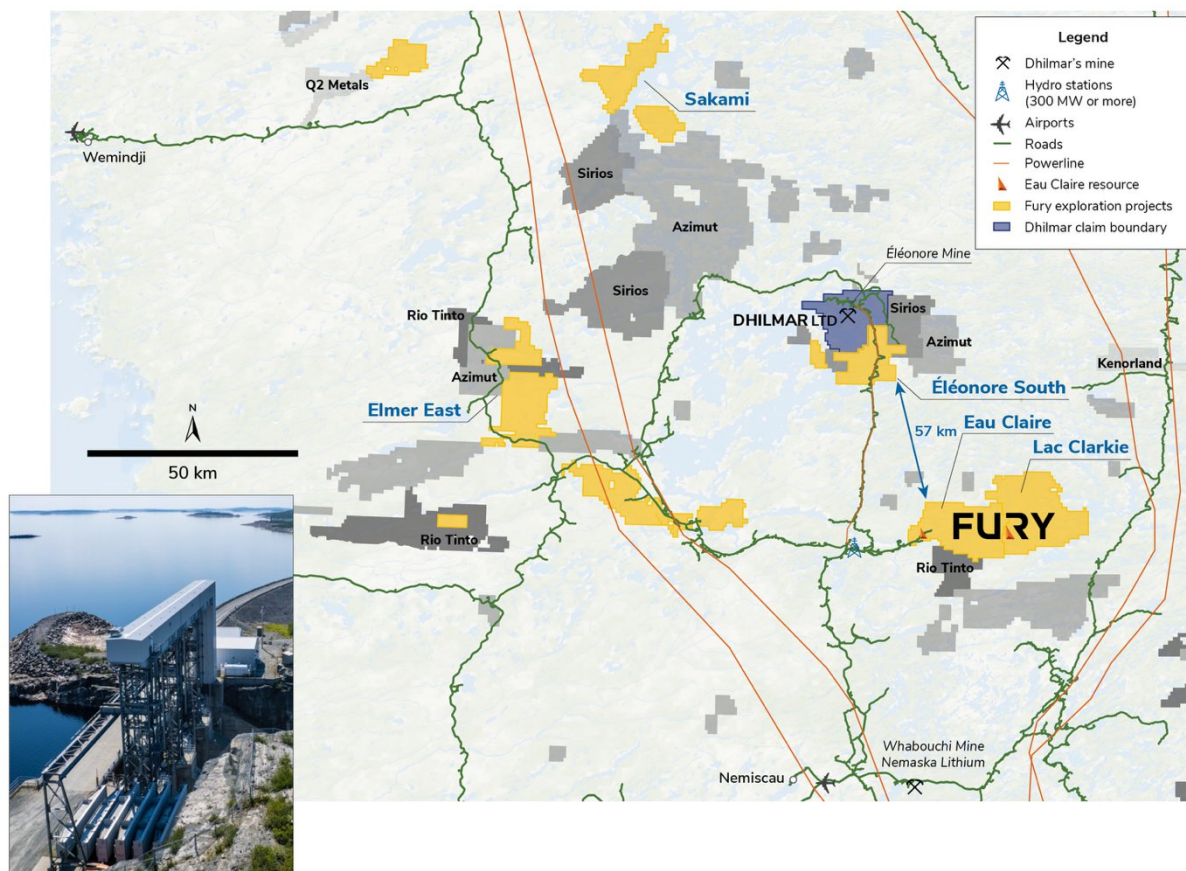 Legend
Dhilmar's mine
Hydro stations
(300 MW or more)
Airports
Roads
Powerline
Eau Claire resource
Fury exploration projects
Dhilmar claim boundary
Q2 Metals
Sakami
Wemindji
Sirios
Azimut
Éléonore Mine
Sirios
Rio Tinto
DHILMAR LTD
Sirios
Azimut
Kenorland
Azimut
Éléonore South
Elmer East
57 km
Eau Claire
Lac Clarkie
N
50 km
FURY
Rio Tinto
Rio Tinto
Whabouchi Mine
Nemaska Lithium
Nemiscau